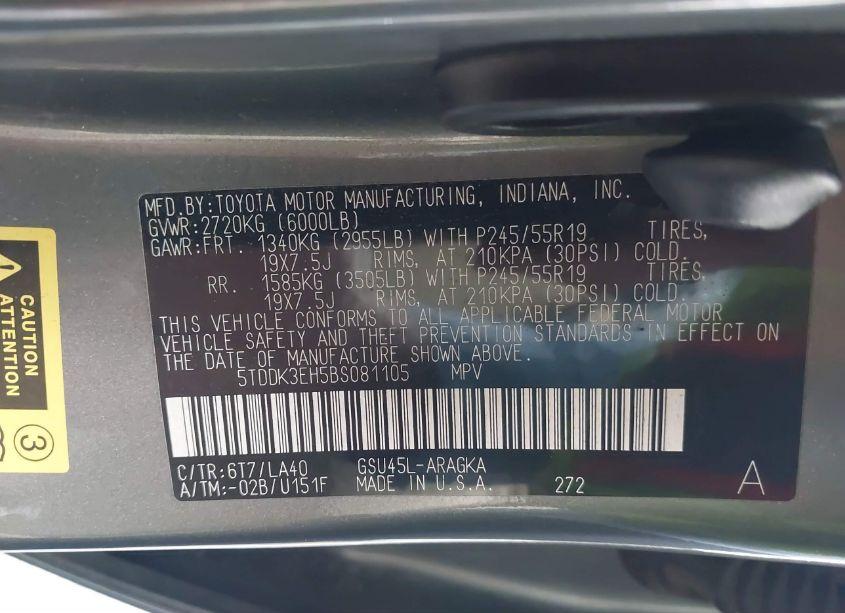 MFD.BY:TOYOTA MOTOR MANUFACTURING, INDIANA, INC.
GVWR:2720KG (6000LB)
GAWR:FRT. 1340KG (2955LB) WITH P245/55R19 TIRES,
19X7.5J RIMS, AT 210KPA (30PSI) COLD.
RR. 1585KG (3505LB) WITH P245/55R19 TIRES,
19X7.5J RIMS, AT 210KPA (30PSI) COLD.
THIS VEHICLE CONFORMS TO ALL APPLICABLE FEDERAL MOTOR
VEHICLE SAFETY AND THEFT PREVENTION STANDARDS IN EFFECT ON
THE DATE OF MANUFACTURE SHOWN ABOVE.
5TDDK3EH5BS081105 MPV
C/TR:6T7/LA40 GSU45L-ARAGKA
A/TM:-02B/U151F MADE IN U.S.A. 272 A
CAUTION
ATTENTION
3